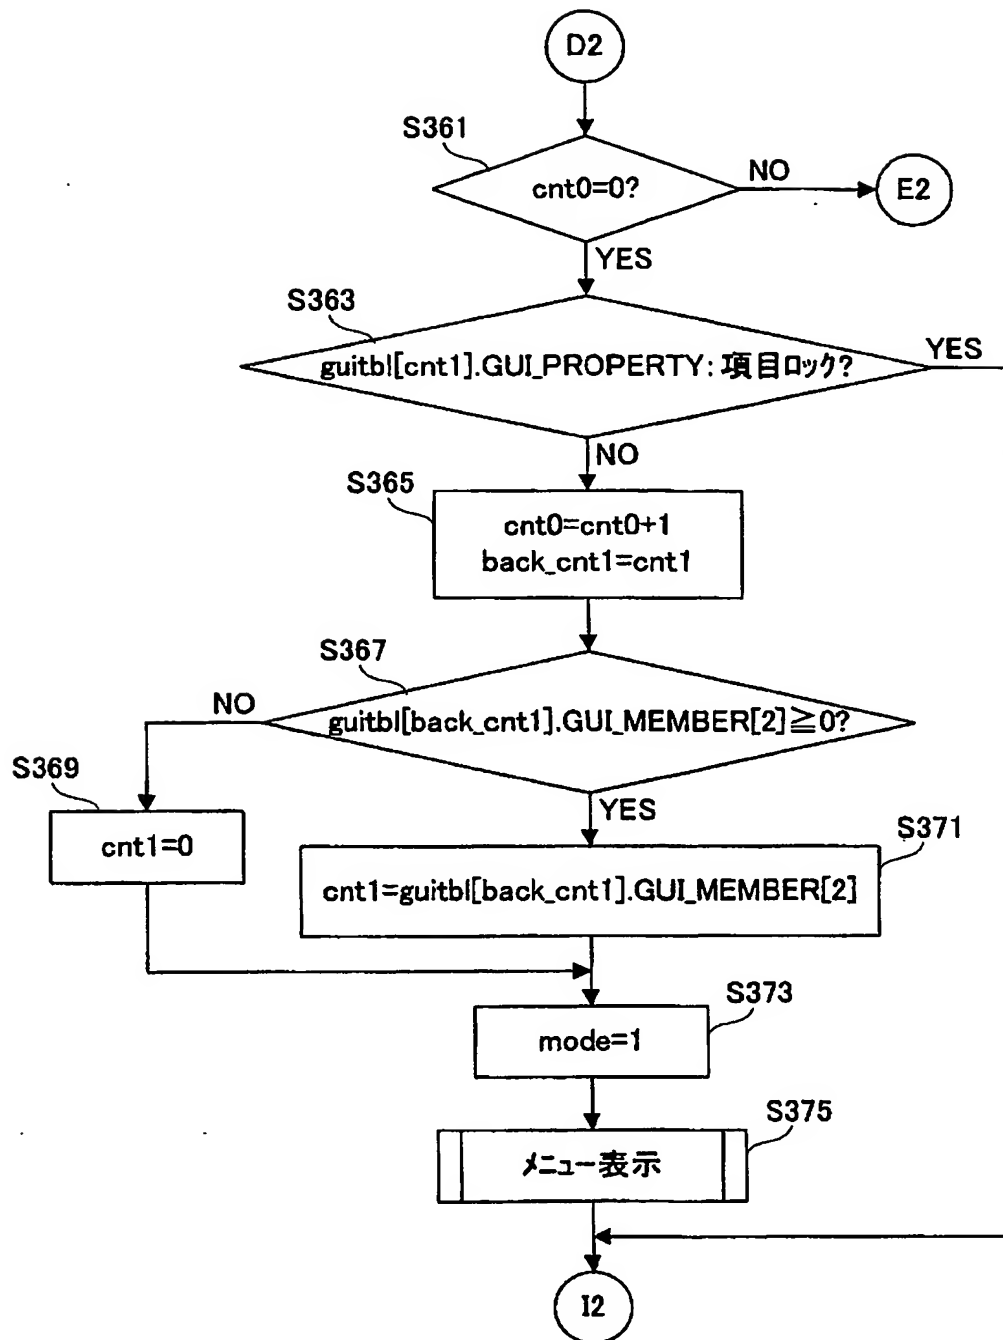 D2
S361
cnt0=0?
NO
E2
YES
S363
guitbl[cnt1].GUI_PROPERTY: 項目ロック?
YES
NO
S365
cnt0=cnt0+1
back_cnt1=cnt1
S367
NO
guitbl[back_cnt1].GUI_MEMBER[2]≧0?
S369
YES
cnt1=0
S371
cnt1=guitbl[back_cnt1].GUI_MEMBER[2]
S373
mode=1
S375
メニュー表示
I2